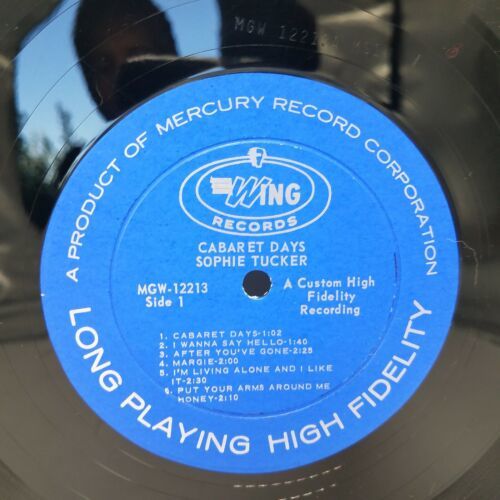 MGW 12213
A PRODUCT OF MERCURY RECORD CORPORATION
WING
RECORDS
CABARET DAYS
SOPHIE TUCKER
MGW-12213
Side 1
A Custom High
Fidelity
Recording
1. CABARET DAYS-1:02
2. I WANNA SAY HELLO-1:40
3. AFTER YOU'VE GONE-2:25
4. MARGIE-2:00
5. I'M LIVING ALONE AND I LIKE
IT-2:30
6. PUT YOUR ARMS AROUND ME
HONEY-2:10
LONG PLAYING HIGH FIDELITY